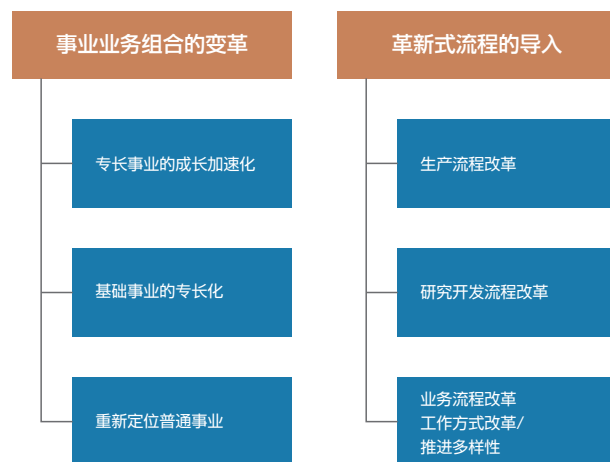 事业业务组合的变革
专长事业的成长加速化
基础事业的专长化
重新定位普通事业
革新式流程的导入
生产流程改革
研究开发流程改革
业务流程改革
工作方式改革/
推进多样性